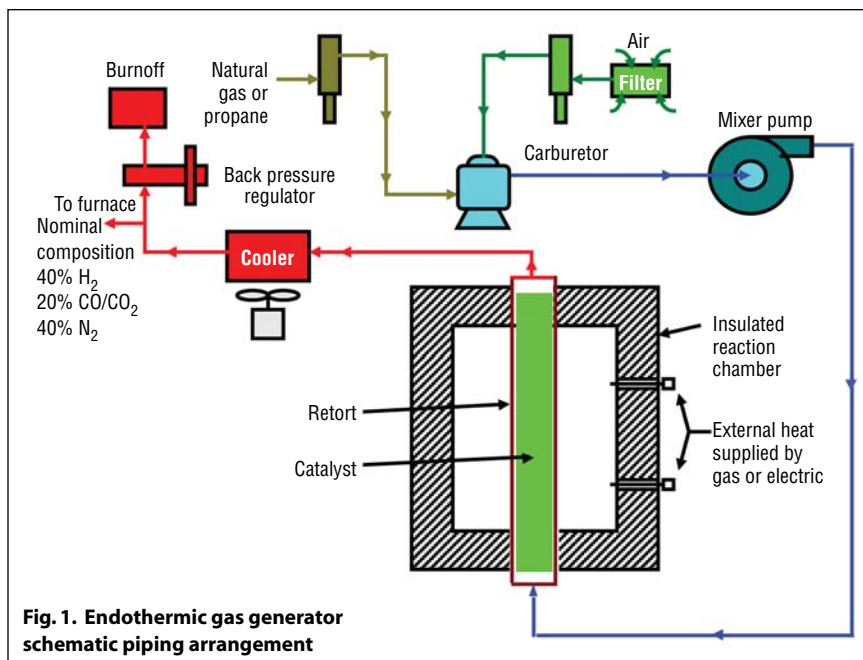 Burnoff
Natural
gas or
propane
Air
Filter
Mixer pump
Carburetor
Back pressure
regulator
To furnace
Nominal
composition
40% H₂
20% CO/CO₂
40% N₂
Cooler
Insulated
reaction
chamber
Retort
Catalyst
External heat
supplied by
gas or electric
Fig. 1. Endothermic gas generator
schematic piping arrangement